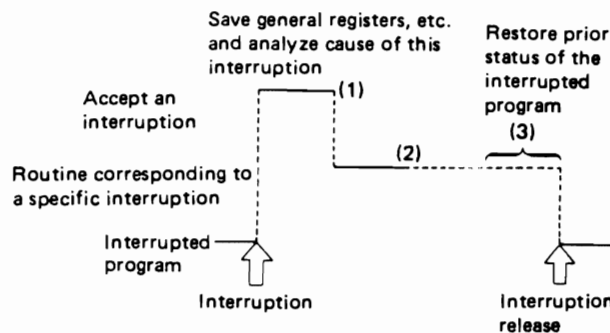 Save general registers, etc.
and analyze cause of this
interruption
Restore prior
status of the
interrupted
program
(1)
Accept an
interruption
(3)
(2)
Routine corresponding to
a specific interruption
Interrupted
program
Interruption
Interruption
release